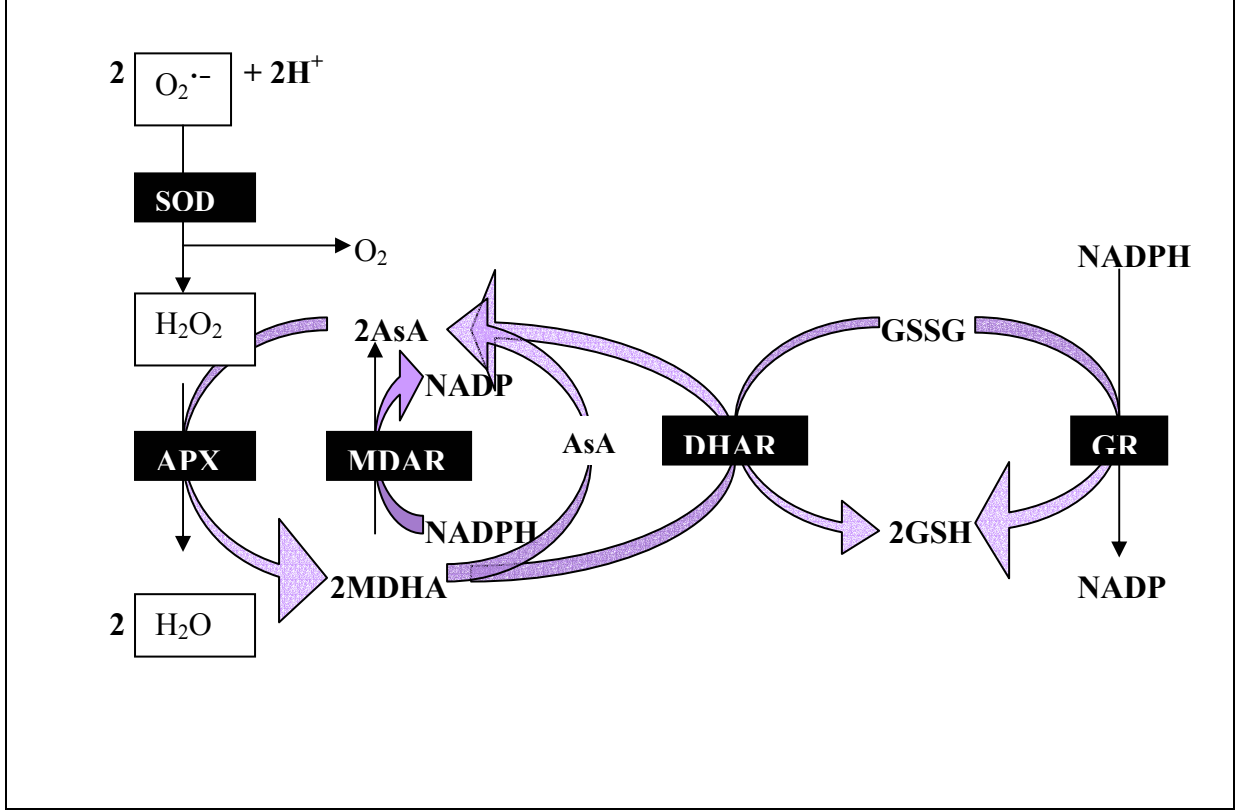 2 O₂•− + 2H⁺
SOD
O₂
NADPH
H₂O₂
2AsA
GSSG
NADP
AsA
DHAR
GR
APX
MDAR
NADPH
2GSH
2MDHA
NADP
2 H₂O